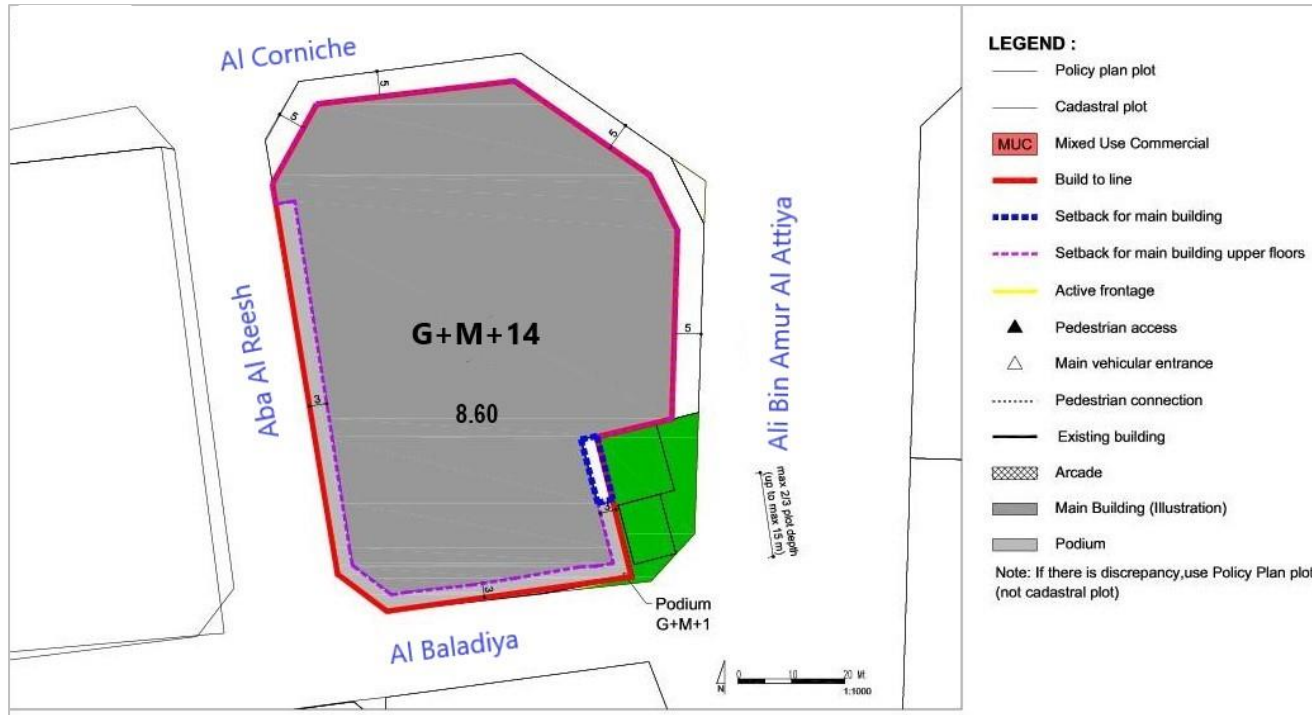 Al Corniche
5
5
5
Aba Al Reesh
Ali Bin Amur Al Attiya
G+M+14
8.60
5
3
3
3
max 2/3 plot depth
(up to max 15 m)
Podium
G+M+1
Al Baladiya
N
0 10 20 Mt
1:1000
LEGEND :
Policy plan plot
Cadastral plot
MUC Mixed Use Commercial
Build to line
Setback for main building
Setback for main building upper floors
Active frontage
Pedestrian access
Main vehicular entrance
Pedestrian connection
Existing building
Arcade
Main Building (Illustration)
Podium
Note: If there is discrepancy,use Policy Plan plot
(not cadastral plot)